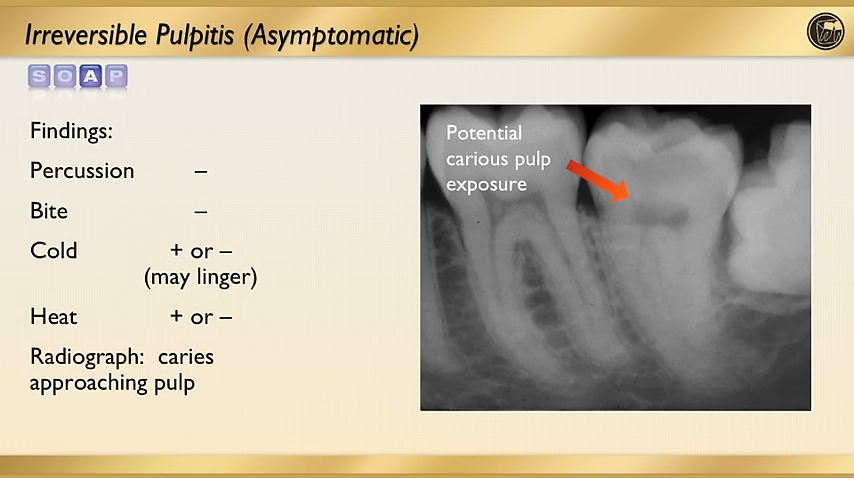 Irreversible Pulpitis (Asymptomatic)
S O A P
Findings:
Percussion –
Bite –
Cold + or –
(may linger)
Heat + or –
Radiograph: caries
approaching pulp
Potential
carious pulp
exposure